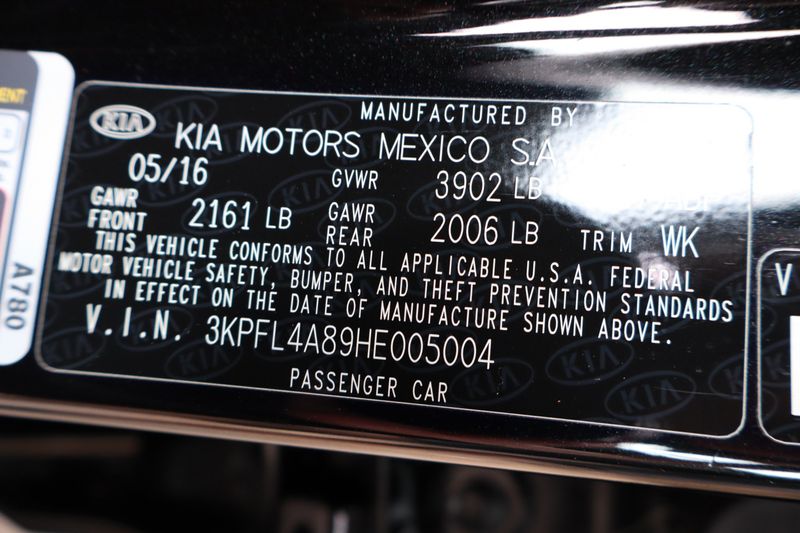 MANUFACTURED BY
KIA
KIA MOTORS MEXICO S.A.
05/16 GVWR 3902 LB
GAWR FRONT 2161 LB GAWR REAR 2006 LB TRIM WK
THIS VEHICLE CONFORMS TO ALL APPLICABLE U.S.A. FEDERAL
MOTOR VEHICLE SAFETY, BUMPER, AND THEFT PREVENTION STANDARDS
IN EFFECT ON THE DATE OF MANUFACTURE SHOWN ABOVE.
V.I.N. 3KPFL4A89HE005004
PASSENGER CAR
A780
V